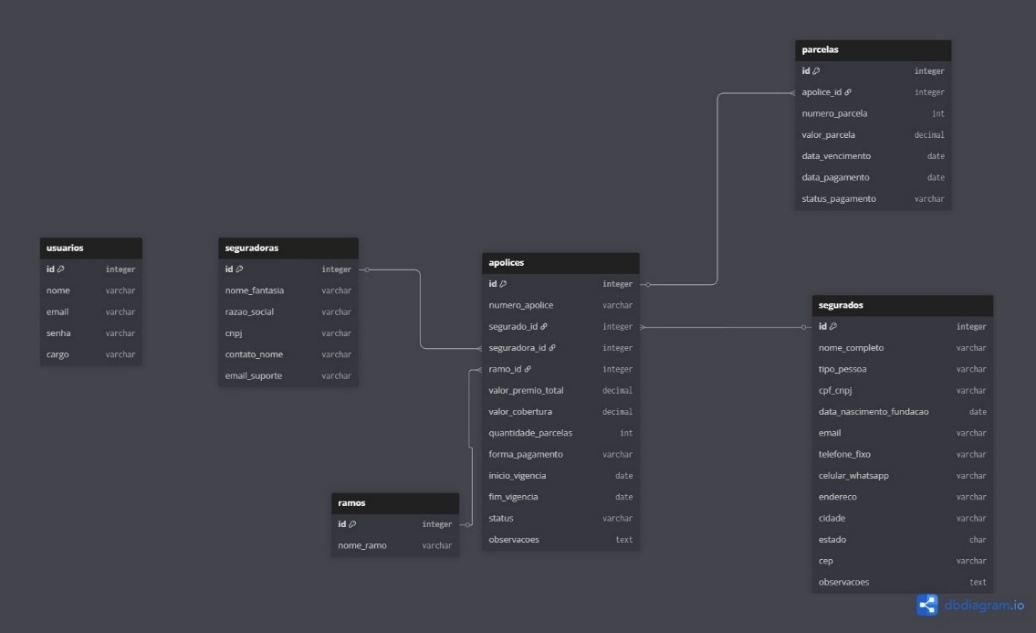 parcelas
id integer
apolice_id integer
numero_parcela int
valor_parcela decimal
data_vencimento date
data_pagamento date
status_pagamento varchar
usuarios
id integer
nome varchar
email varchar
senha varchar
cargo varchar
seguradoras
id integer
nome_fantasia varchar
razao_social varchar
cnpj varchar
contato_nome varchar
email_suporte varchar
apolices
id integer
numero_apolice varchar
segurado_id integer
seguradora_id integer
ramo_id integer
valor_premio_total decimal
valor_cobertura decimal
quantidade_parcelas int
forma_pagamento varchar
inicio_vigencia date
fim_vigencia date
status varchar
observacoes text
segurados
id integer
nome_completo varchar
tipo_pessoa varchar
cpf_cnpj varchar
data_nascimento_fundacao date
email varchar
telefone_fixo varchar
celular_whatsapp varchar
endereco varchar
cidade varchar
estado char
cep varchar
observacoes text
ramos
id integer
nome_ramo varchar
dbdiagram.io